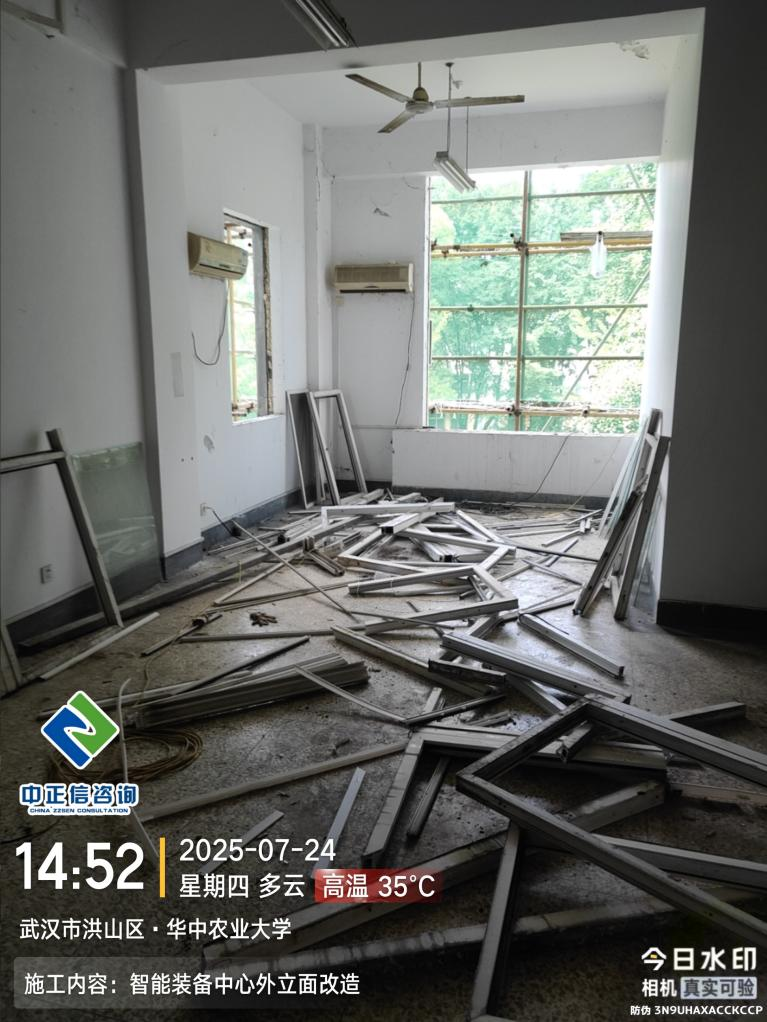 中正信咨询
CHINA ZZSEN CONSULTATION
14:52
2025-07-24
星期四 多云 高温 35°C
武汉市洪山区·华中农业大学
施工内容：智能装备中心外立面改造
今日水印
相机 真实可验
防伪 3N9UHAXACCKCCP